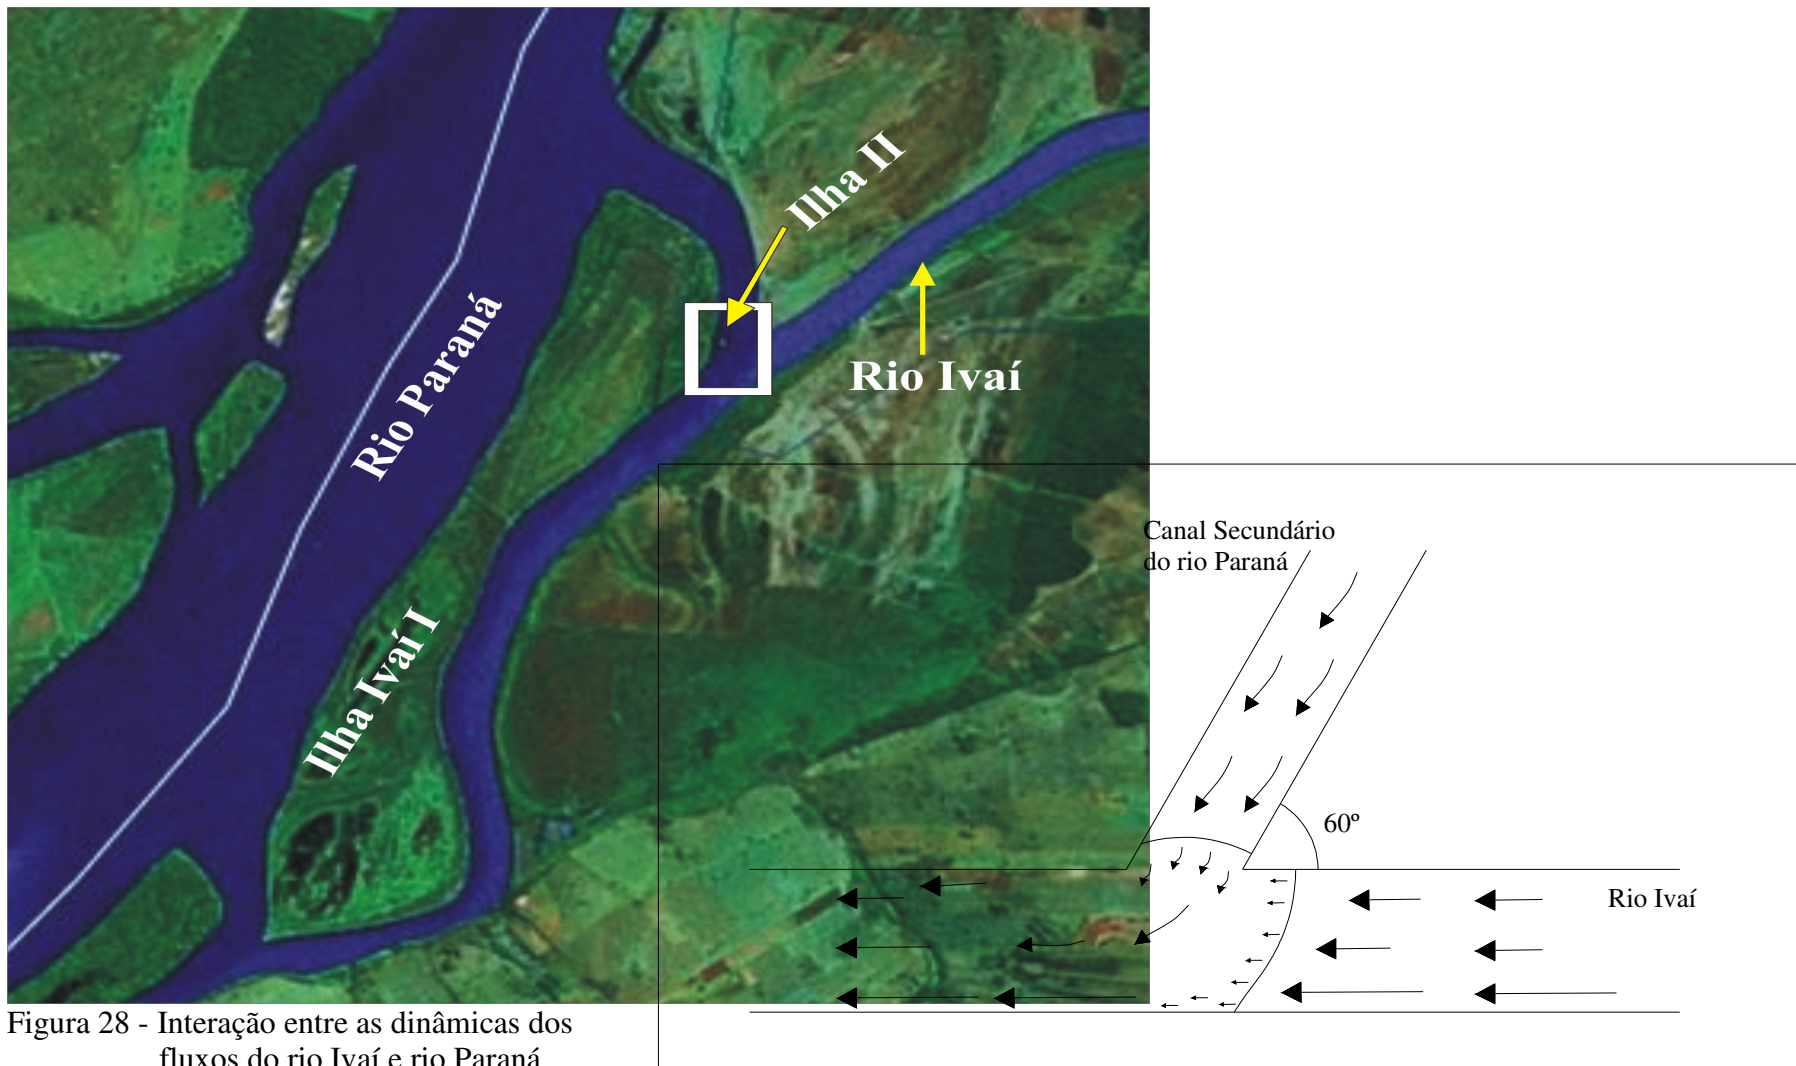 Ilha II
Rio Paraná
Rio Ivaí
Ilha Ivaí I
Canal Secundário
do rio Paraná
60º
Rio Ivaí
Figura 28 - Interação entre as dinâmicas dos
fluxos do rio Ivaí e rio Paraná